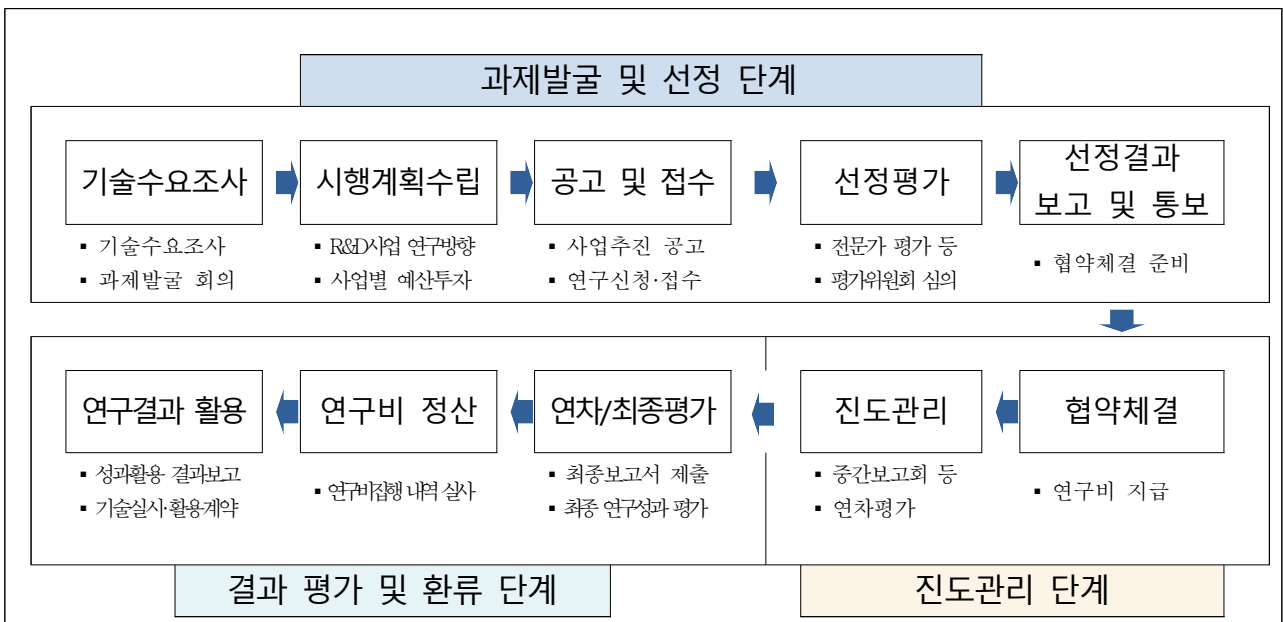 과제발굴 및 선정 단계
기술수요조사
▪ 기술수요조사
▪ 과제발굴 회의
시행계획수립
▪ R&D사업 연구방향
▪ 사업별 예산투자
공고 및 접수
▪ 사업추진 공고
▪ 연구신청·접수
선정평가
▪ 전문가 평가 등
▪ 평가위원회 심의
선정결과
보고 및 통보
▪ 협약체결 준비
협약체결
▪ 연구비 지급
진도관리
▪ 중간보고회 등
▪ 연차평가
진도관리 단계
연차/최종평가
▪ 최종보고서 제출
▪ 최종 연구성과 평가
연구비 정산
▪ 연구비집행 내역 실사
연구결과 활용
▪ 성과활용 결과보고
▪ 기술실시·활용계약
결과 평가 및 환류 단계